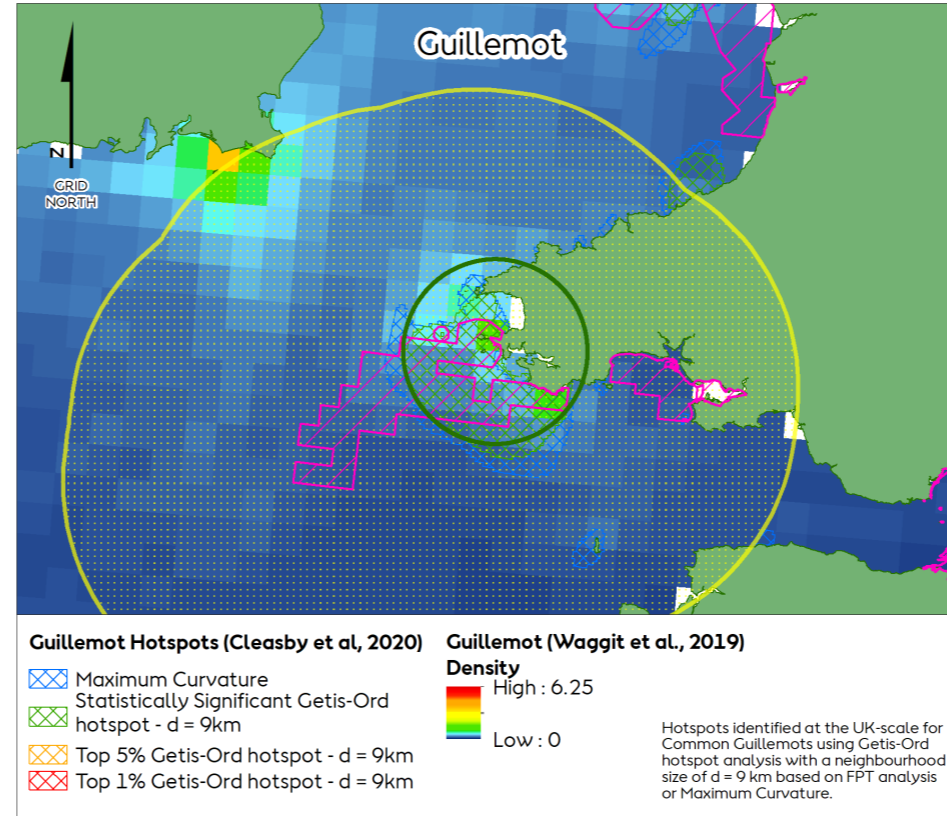 Guillemot
N
GRID
NORTH
Guillemot Hotspots (Cleasby et al, 2020)
Maximum Curvature
Statistically Significant Getis-Ord
hotspot - d = 9km
Top 5% Getis-Ord hotspot - d = 9km
Top 1% Getis-Ord hotspot - d = 9km
Guillemot (Waggit et al., 2019)
Density
High : 6.25
Low : 0
Hotspots identified at the UK-scale for
Common Guillemots using Getis-Ord
hotspot analysis with a neighbourhood
size of d = 9 km based on FPT analysis
or Maximum Curvature.